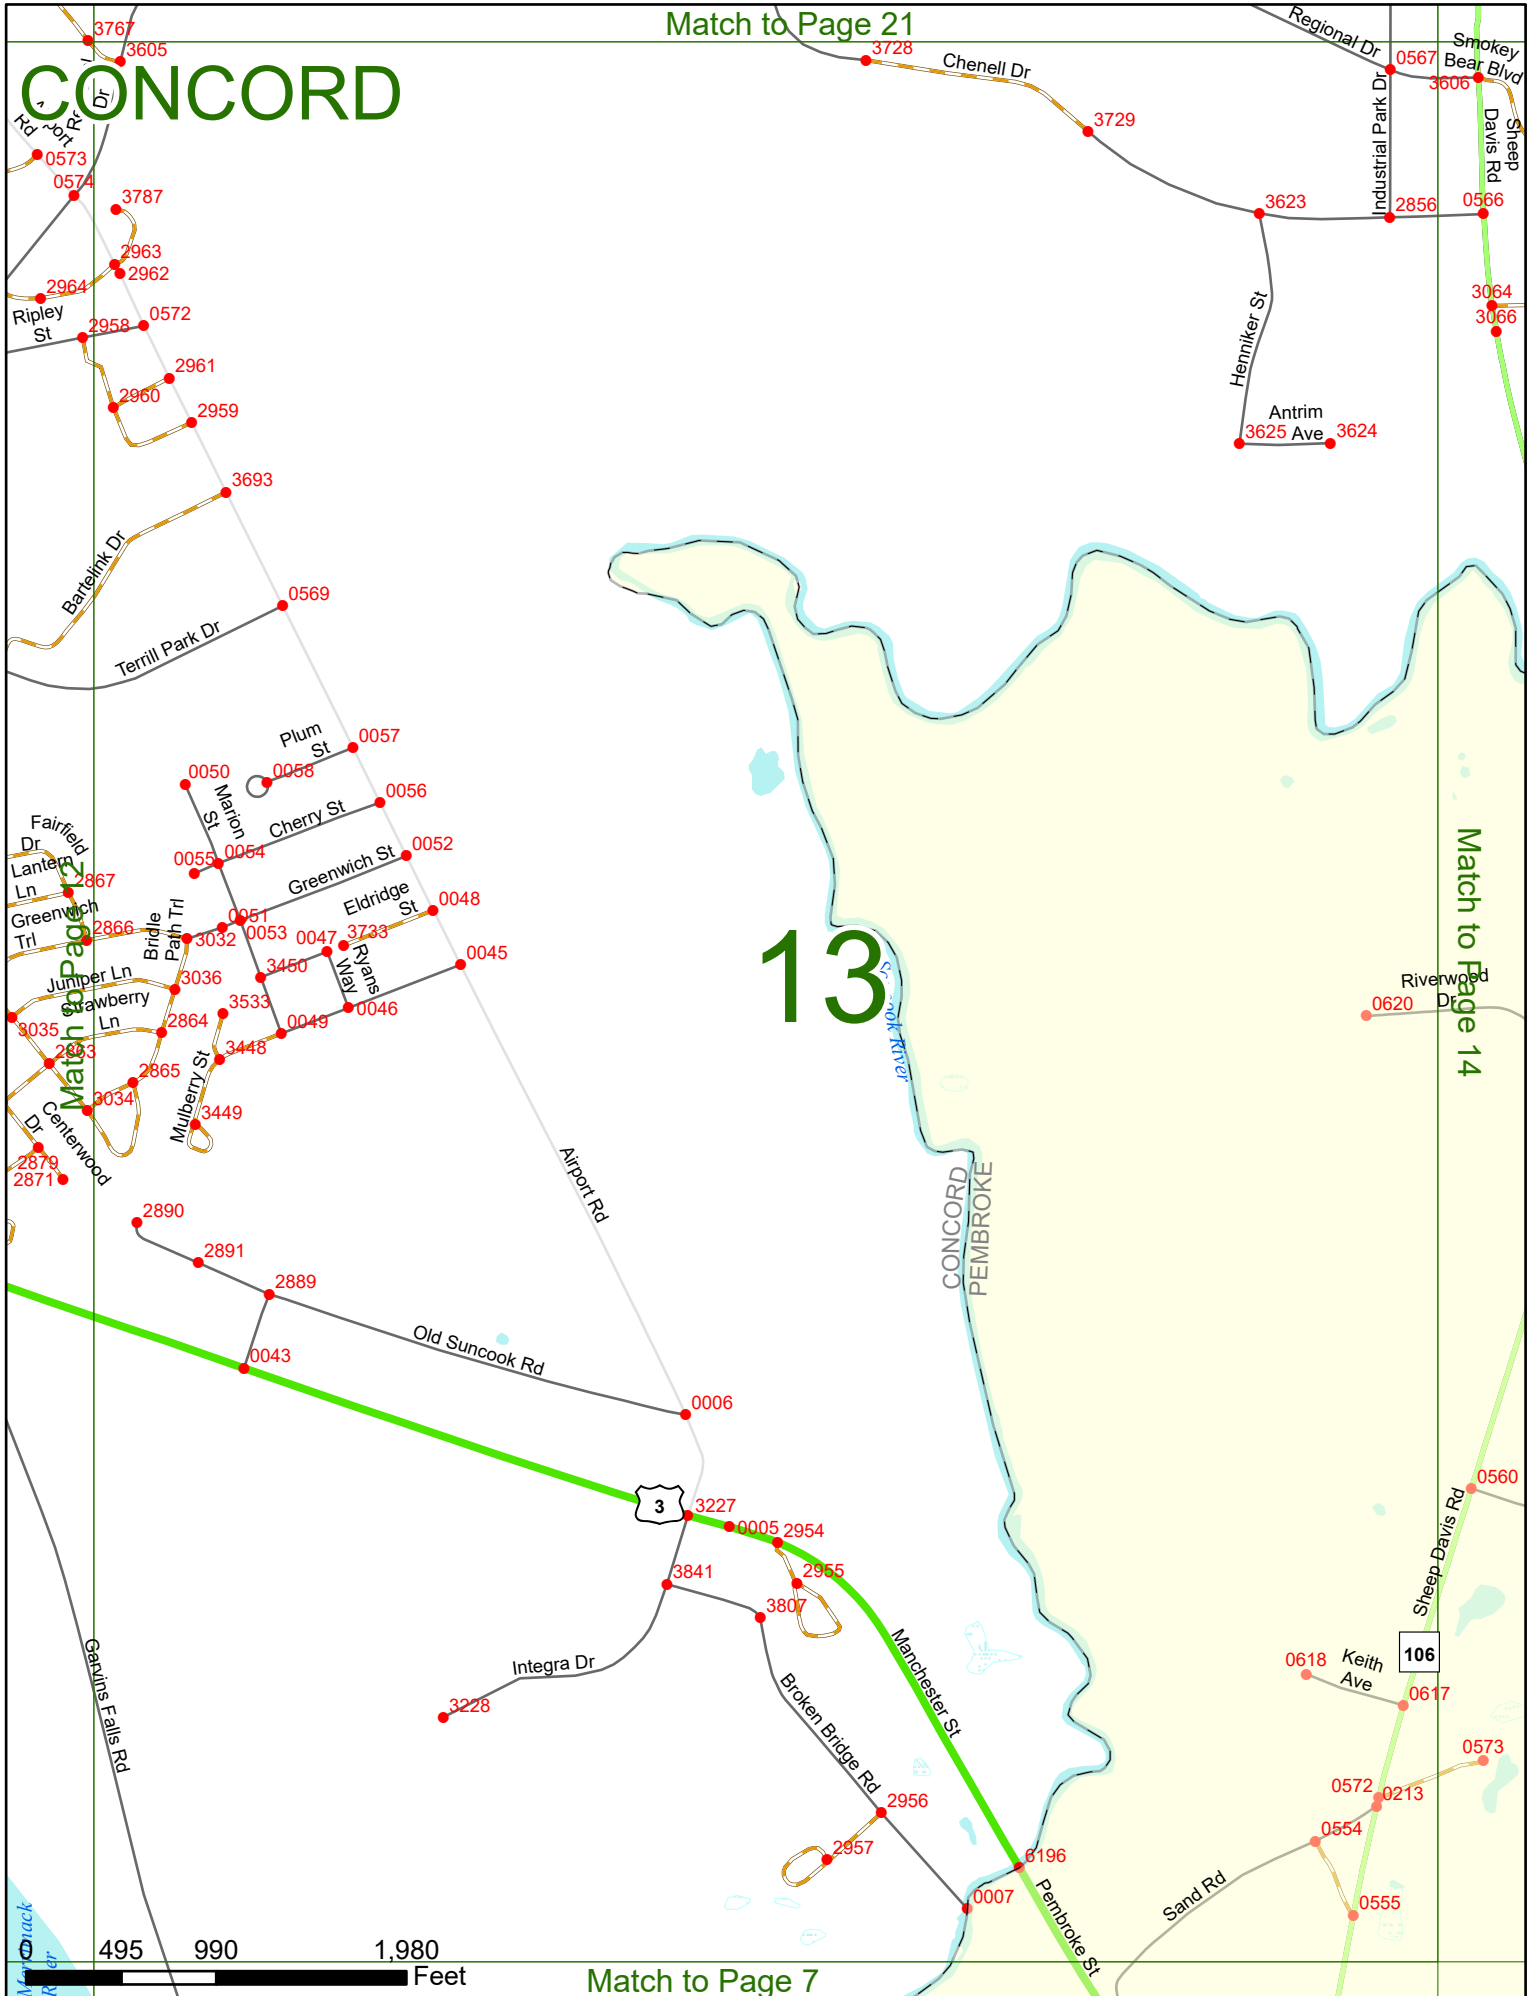 Match to Page 21
CONCORD
3767
3605
3728
Chenell Dr
3729
Regional Dr
0567
Smokey
Bear Blvd
3606
Industrial Park Dr
Sheep
Davis Rd
Dr
Rd
0573
0574
3787
2963
2962
2964
Ripley
St
2958
0572
2961
2960
2959
3623
2856
0566
3064
3066
Henniker St
Antrim
Ave
3625
3624
3693
Bartelink Dr
0569
Terrill Park Dr
Plum
St
0057
0050
0058
Marion
St
0056
Cherry St
Fairfield
Dr
Lantern
Ln
2867
0055
0054
0052
Greenwich St
Greenwich
Trl
2866
Bridle
Path Trl
0051
0053
3032
Eldridge
St
0048
0047
3733
Ryans
Way
0045
3450
Juniper Ln
3036
Strawberry
Ln
3533
0046
0049
3035
2864
2863
3448
2865
3034
Mulberry St
3449
Centerwood
Dr
2879
2871
Match to Page 12
13
River
Match to Page 14
Riverwood
Dr
0620
Airport Rd
CONCORD
PEMBROKE
2890
2891
2889
Old Suncook Rd
0043
0006
3
3227
0005
2954
2955
3841
3807
0560
Sheep Davis Rd
106
Garvins Falls Rd
Integra Dr
3228
Broken Bridge Rd
Manchester St
0618
Keith
Ave
0617
0573
0572
0213
0554
0555
2956
2957
6196
0007
Pembroke St
Sand Rd
Merrimack
River
0
495
990
1,980
Feet
Match to Page 7